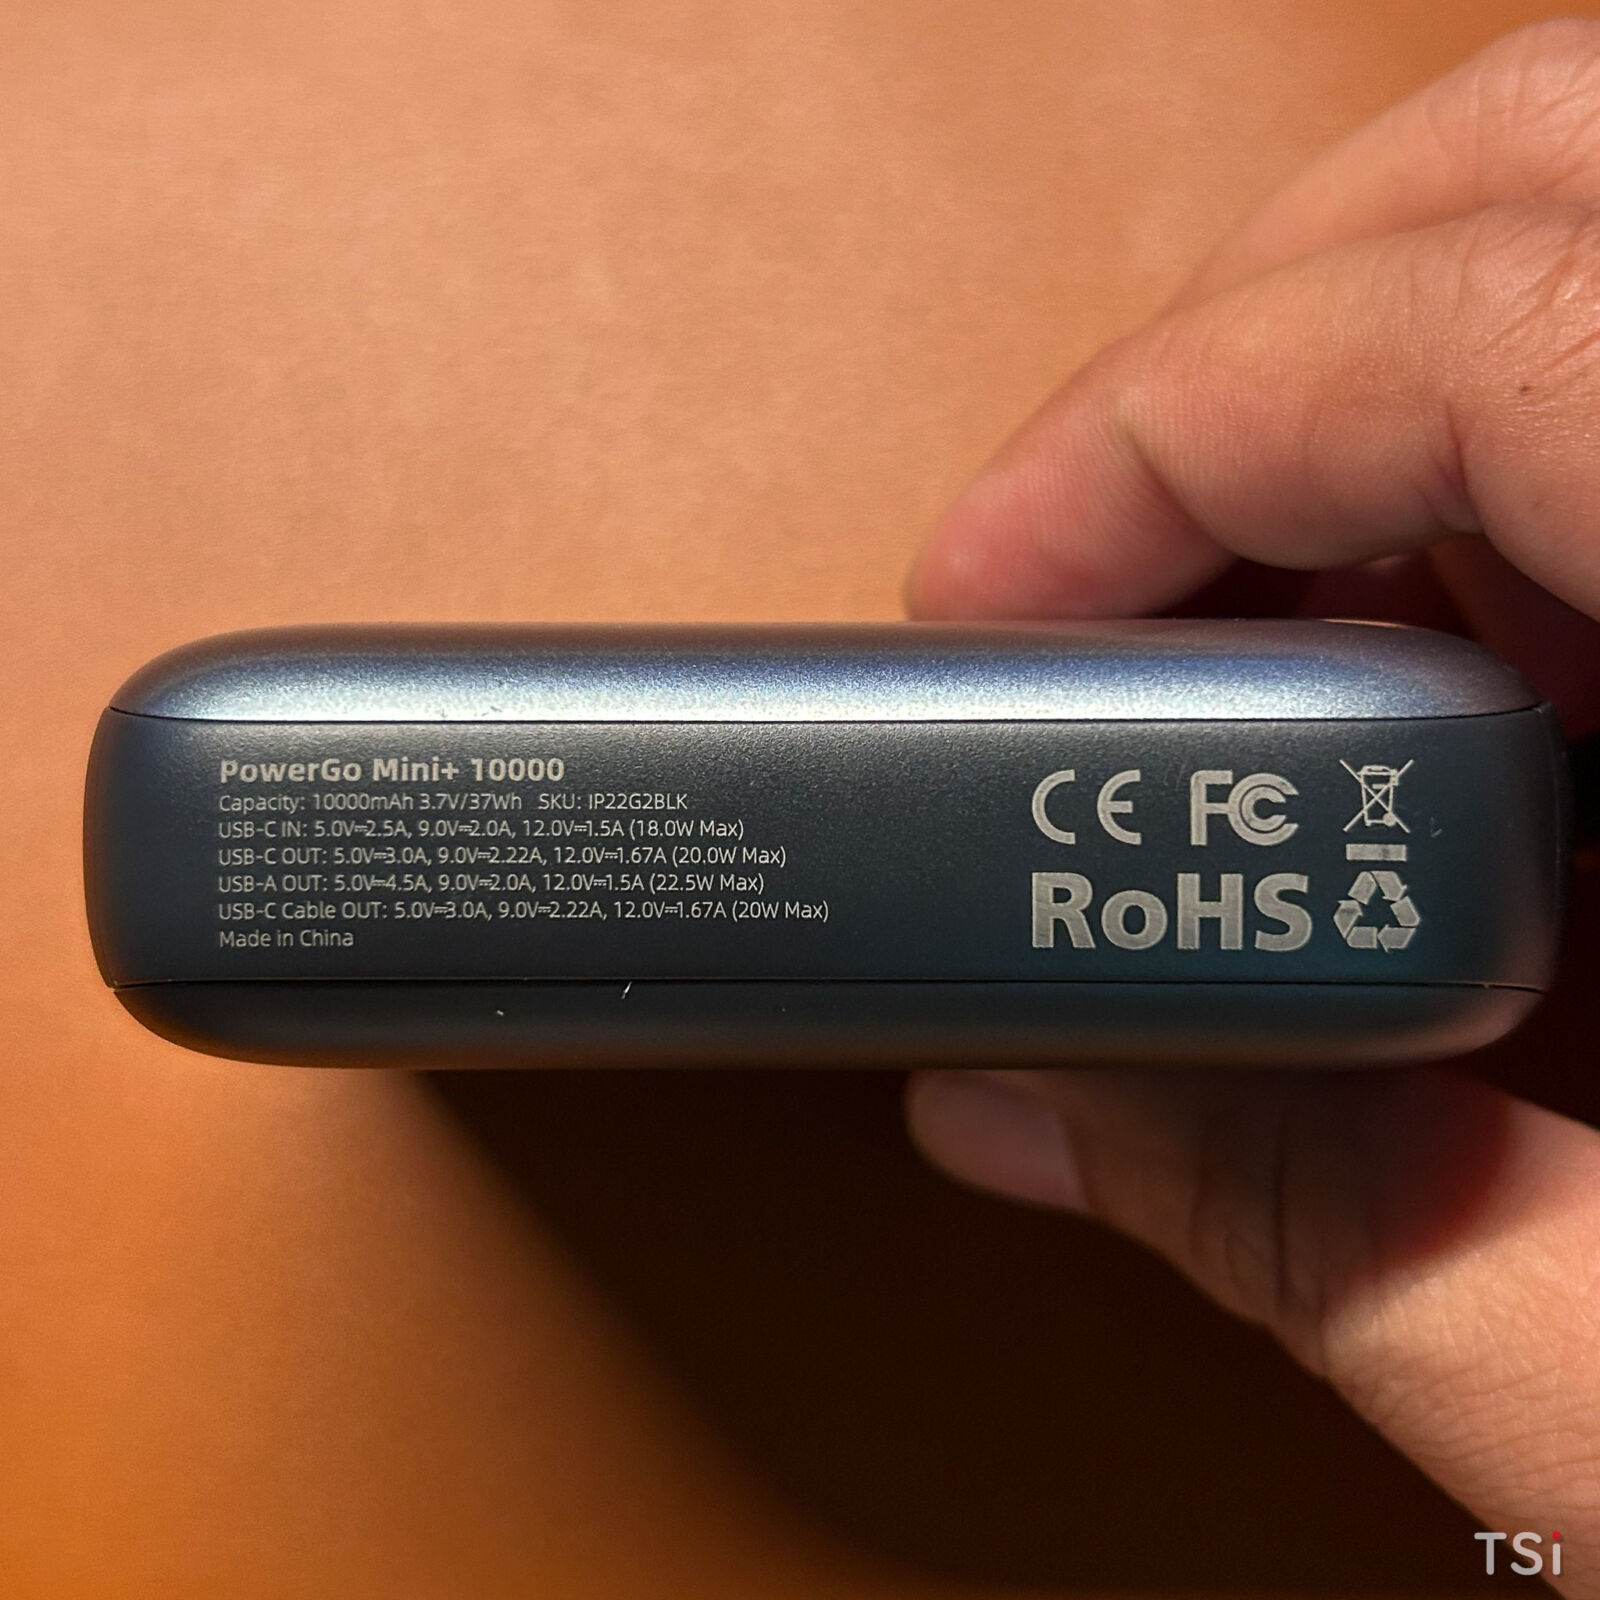 PowerGo Mini+ 10000
Capacity: 10000mAh 3.7V/37Wh SKU: IP22G2BLK
USB-C IN: 5.0V⎓2.5A, 9.0V⎓2.0A, 12.0V⎓1.5A (18.0W Max)
USB-C OUT: 5.0V⎓3.0A, 9.0V⎓2.22A, 12.0V⎓1.67A (20.0W Max)
USB-A OUT: 5.0V⎓4.5A, 9.0V⎓2.0A, 12.0V⎓1.5A (22.5W Max)
USB-C Cable OUT: 5.0V⎓3.0A, 9.0V⎓2.22A, 12.0V⎓1.67A (20W Max)
Made in China
CE FC
RoHS
TSi